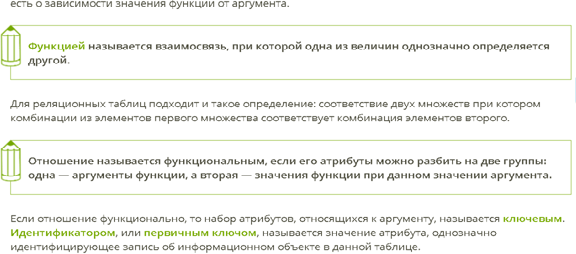 есть о зависимости значения функции от аргумента.
Функцией называется взаимосвязь, при которой одна из величин однозначно определяется
другой.
Для реляционных таблиц подходит и такое определение: соответствие двух множеств при котором
комбинации из элементов первого множества соответствует комбинация элементов второго.
Отношение называется функциональным, если его атрибуты можно разбить на две группы:
одна — аргументы функции, а вторая — значения функции при данном значении аргумента.
Если отношение функционально, то набор атрибутов, относящихся к аргументу, называется ключевым.
Идентификатором, или первичным ключом, называется значение атрибута, однозначно
идентифицирующее запись об информационном объекте в данной таблице.